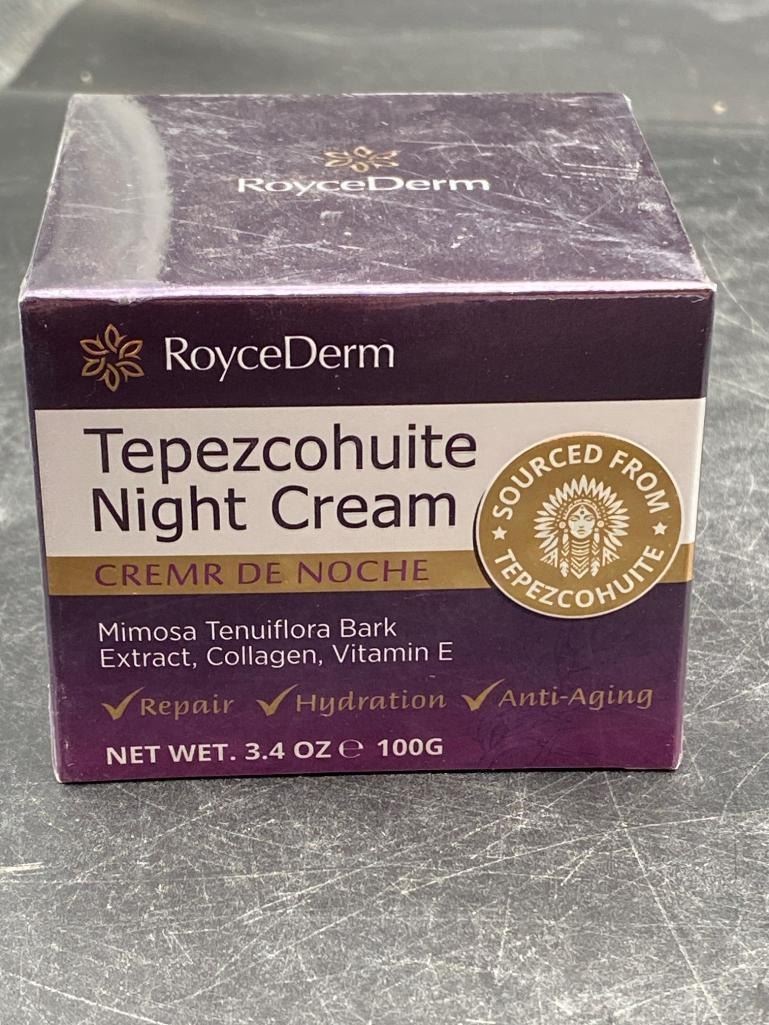 RoyceDerm
RoyceDerm
Tepezcohuite
Night Cream
CREMR DE NOCHE
SOURCED FROM
TEPEZCOHUITE
Mimosa Tenuiflora Bark
Extract, Collagen, Vitamin E
Repair Hydration Anti-Aging
NET WET. 3.4 OZ ℮ 100G